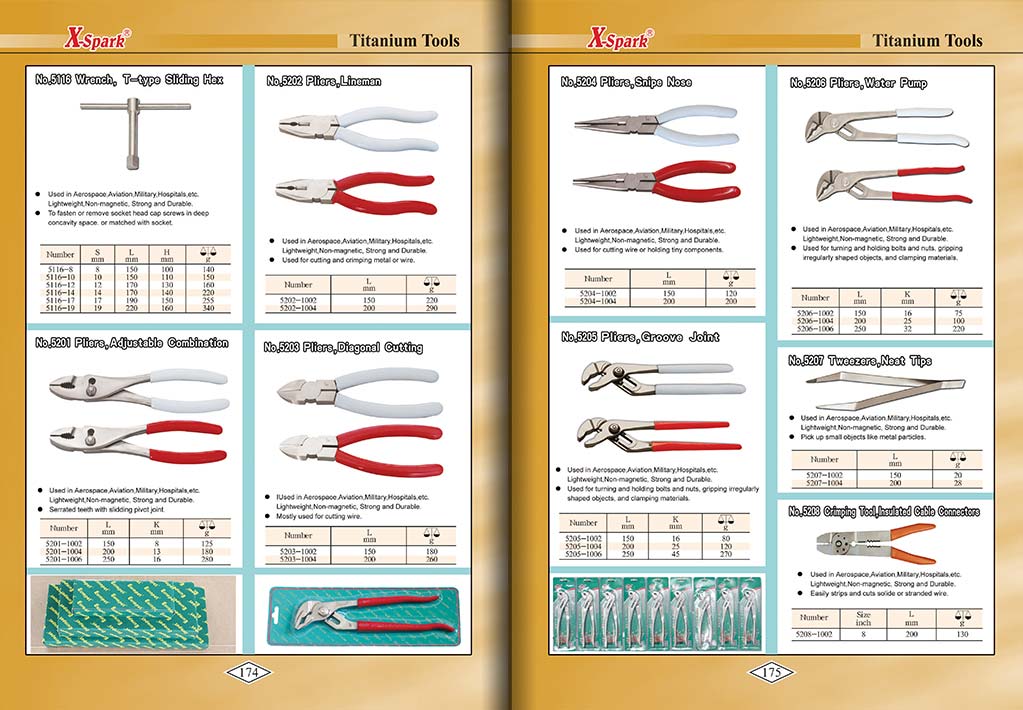 X-Spark®
Titanium Tools
No,5116 Wrench, T-type Sliding Hex
Used in Aerospace,Aviation,Military,Hospitals,etc.
Lightweight,Non-magnetic, Strong and Durable.
To fasten or remove socket head cap screws in deep
concavity space. or matched with socket.
Number S mm L mm H mm g
5116-8 8 150 100 140
5116-10 10 150 110 150
5116-12 12 170 130 160
5116-14 14 170 140 220
5116-17 17 190 150 255
5116-19 19 220 160 340
No,5202 Pliers,Lineman
Used in Aerospace,Aviation,Military,Hospitals,etc.
Lightweight,Non-magnetic, Strong and Durable.
Used for cutting and crimping metal or wire.
Number L mm g
5202-1002 150 220
5202-1004 200 290
No,5201 Pliers,Adjustable Combination
Used in Aerospace,Aviation,Military,Hospitals,etc.
Lightweight,Non-magnetic, Strong and Durable.
Serrated teeth with slidding pivct joint.
Number L mm K mm g
5201-1002 150 8 125
5201-1004 200 13 180
5201-1006 250 16 280
No,5203 Pliers,Diagonal Cutting
IUsed in Aerospace,Aviation,Military,Hospitals,etc.
Lightweight,Non-magnetic, Strong and Durable.
Mostly used for cutting wire.
Number L mm g
5203-1002 150 180
5203-1004 200 260
174
X-Spark®
Titanium Tools
No,5204 Pliers,Snipe Nose
Used in Aerospace,Aviation,Military,Hospitals,etc.
Lightweight,Non-magnetic, Strong and Durable.
Used for cutting wire or holding tiny components.
Number L mm g
5204-1002 150 120
5204-1004 200 200
No,5206 Pliers,Water Pump
Used in Aerospace,Aviation,Military,Hospitals,etc.
Lightweight,Non-magnetic, Strong and Durable.
Used for turning and holding bolts and nuts, gripping
irregularly shaped objects, and clamping materials.
Number L mm K mm g
5206-1002 150 16 75
5206-1004 200 25 100
5206-1006 250 32 220
No,5205 Pliers,Groove Joint
Used in Aerospace,Aviation,Military,Hospitals,etc.
Lightweight,Non-magnetic, Strong and Durable.
Used for turning and holding bolts and nuts, gripping irregularly
shaped objects, and clamping materials.
Number L mm K mm g
5205-1002 150 16 80
5205-1004 200 25 120
5205-1006 250 45 270
No,5207 Tweezers,Neat Tips
Used in Aerospace,Aviation,Military,Hospitals,etc.
Lightweight,Non-magnetic, Strong and Durable.
Pick up small objects like metal particles.
Number L mm g
5207-1002 150 20
5207-1004 200 28
No,5208 Crimping Tool,Insulated Cable Connectors
Used in Aerospace,Aviation,Military,Hospitals,etc.
Lightweight,Non-magnetic, Strong and Durable.
Easily strips and cuts solide or stranded wire.
Number Size inch L mm g
5208-1002 8 200 130
175